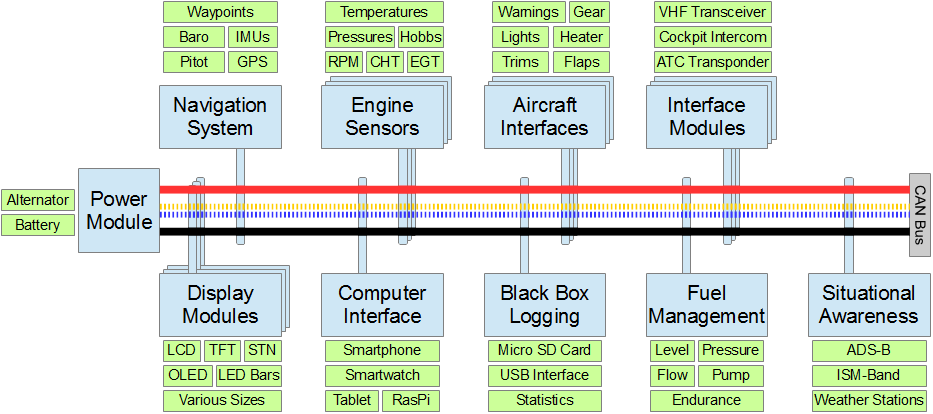 Waypoints
Baro IMUs
Pitot GPS
Navigation
System
Temperatures
Pressures Hobbs
RPM CHT EGT
Engine
Sensors
Warnings Gear
Lights Heater
Trims Flaps
Aircraft
Interfaces
VHF Transceiver
Cockpit Intercom
ATC Transponder
Interface
Modules
Alternator
Battery
Power
Module
CAN Bus
Display
Modules
LCD TFT STN
OLED LED Bars
Various Sizes
Computer
Interface
Smartphone
Smartwatch
Tablet RasPi
Black Box
Logging
Micro SD Card
USB Interface
Statistics
Fuel
Management
Level Pressure
Flow Pump
Endurance
Situational
Awareness
ADS-B
ISM-Band
Weather Stations